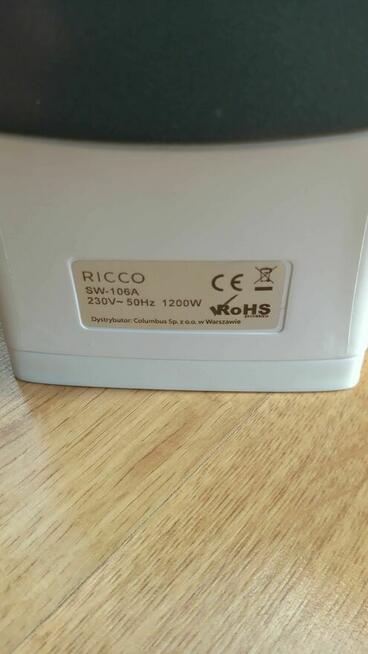 RICCO
SW-106A
230V~ 50Hz 1200W
CE
RoHS
Dystrybutor: Columbus Sp. z o.o. w Warszawie